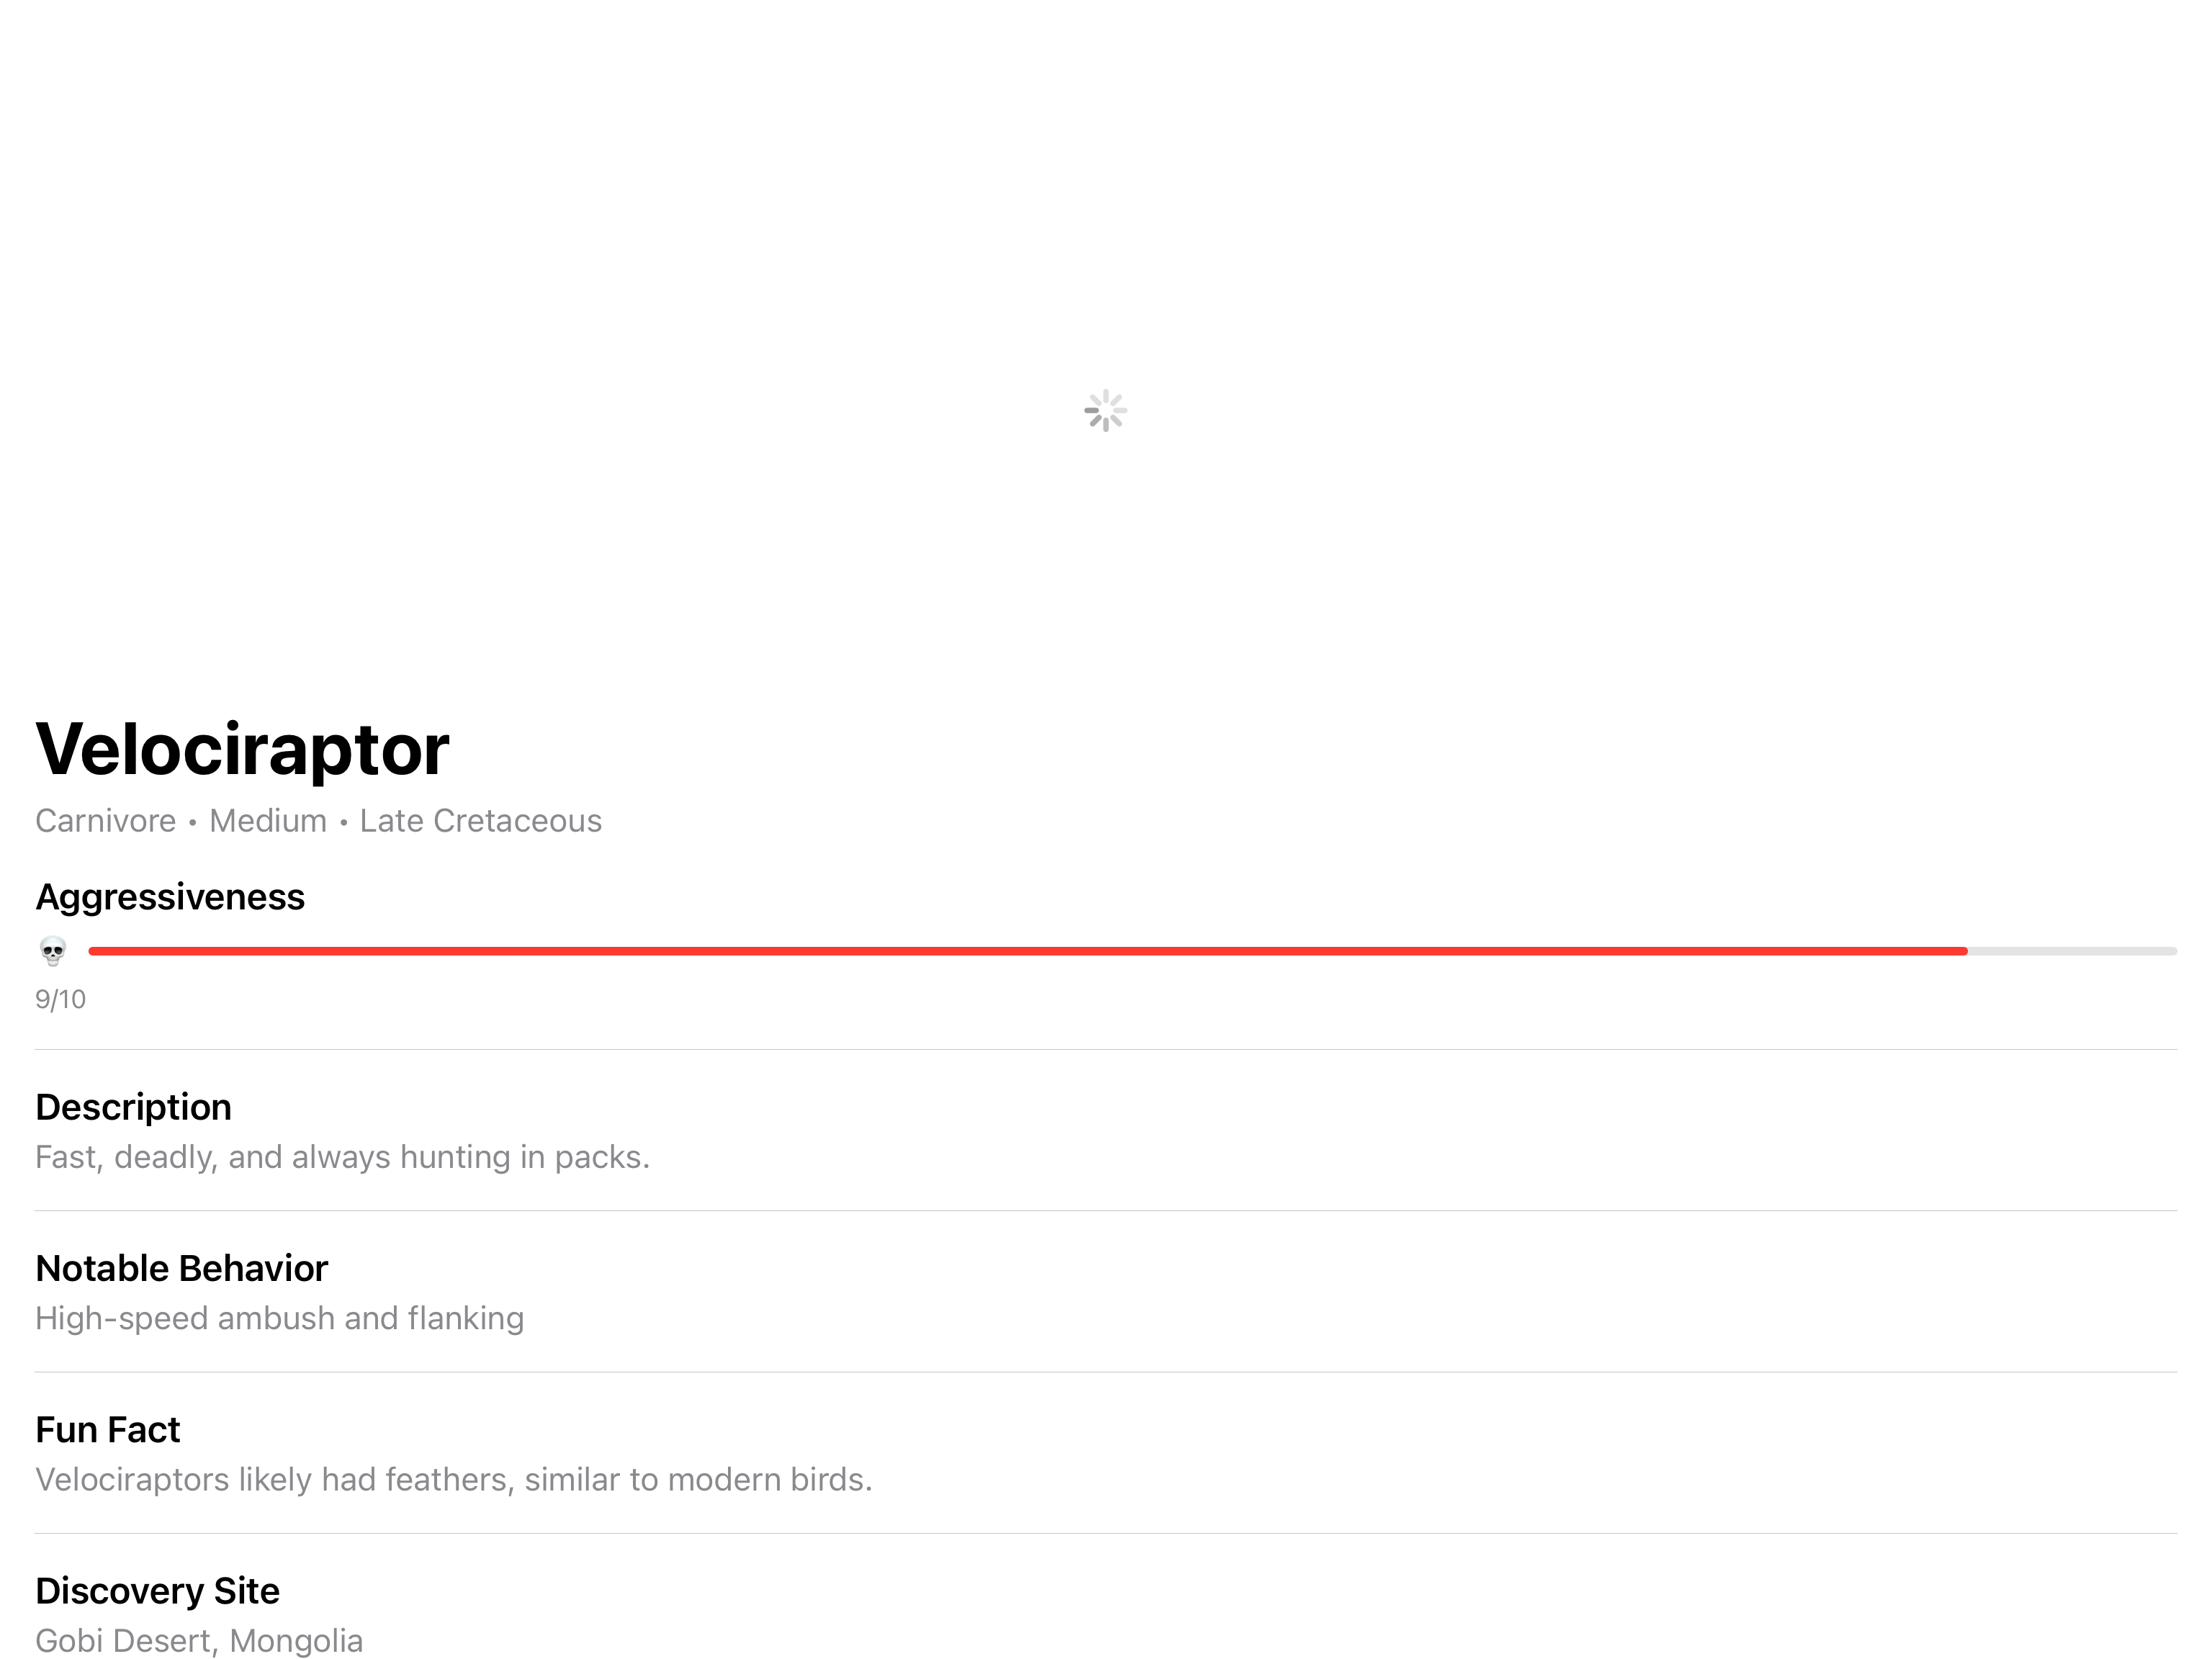 Velociraptor
Carnivore • Medium • Late Cretaceous
Aggressiveness
9/10
Description
Fast, deadly, and always hunting in packs.
Notable Behavior
High-speed ambush and flanking
Fun Fact
Velociraptors likely had feathers, similar to modern birds.
Discovery Site
Gobi Desert, Mongolia